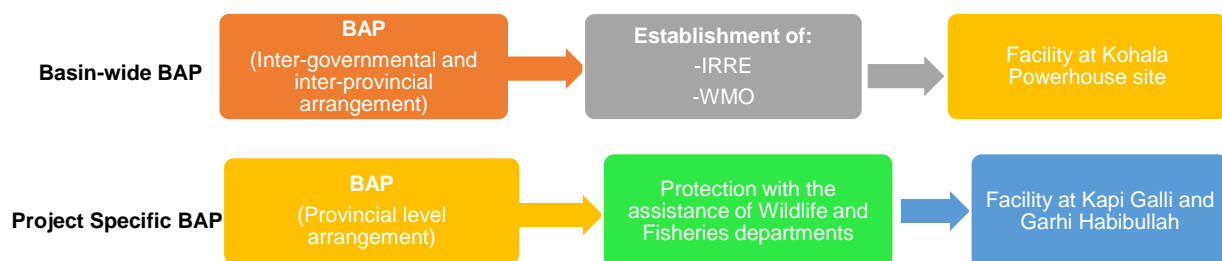 Basin-wide BAP
BAP
(Inter-governmental and
inter-provincial
arrangement)
Establishment of:
-IRRE
-WMO
Facility at Kohala
Powerhouse site
Project Specific BAP
BAP
(Provincial level
arrangement)
Protection with the
assistance of Wildlife and
Fisheries departments
Facility at Kapi Galli and
Garhi Habibullah